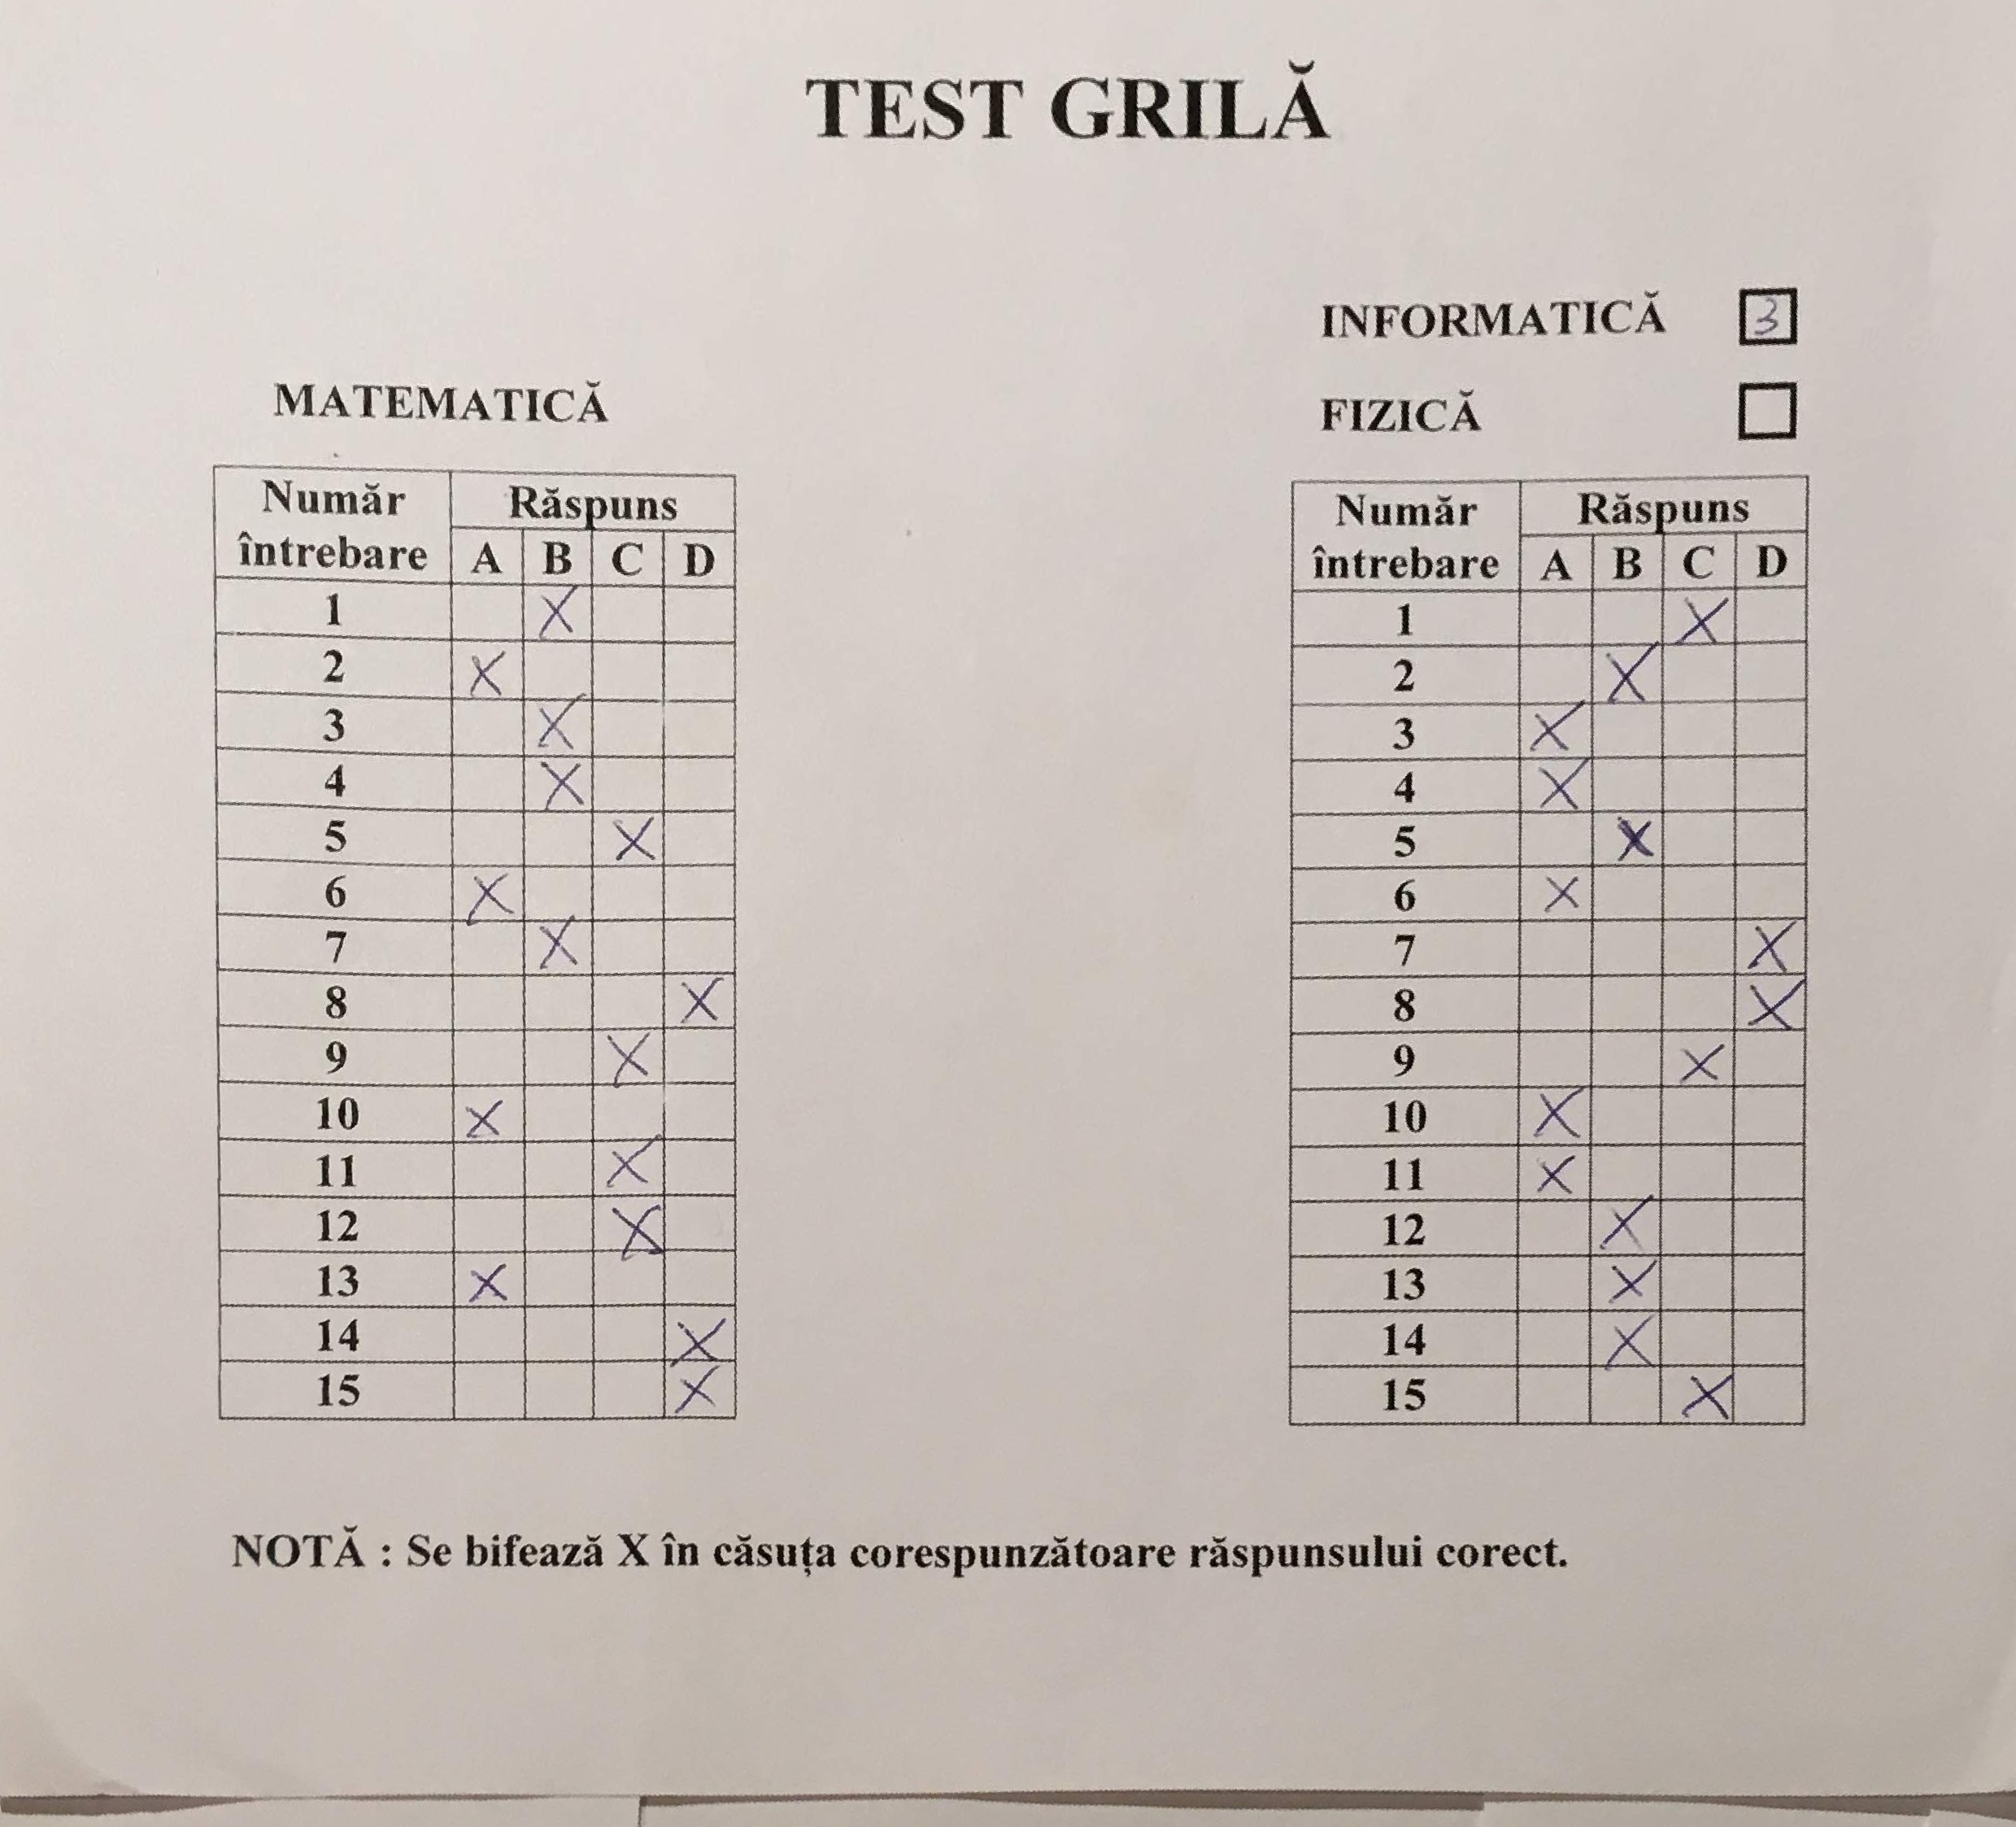 TEST GRILĂ
INFORMATICĂ 3
FIZICĂ
MATEMATICĂ
Număr întrebare Răspuns
A B C D
1 X
2 X
3 X
4 X
5 X
6 X
7 X
8 X
9 X
10 X
11 X
12 X
13 X
14 X
15 X
Număr întrebare Răspuns
A B C D
1 X
2 X
3 X
4 X
5 X
6 X
7 X
8 X
9 X
10 X
11 X
12 X
13 X
14 X
15 X
NOTĂ : Se bifează X în căsuța corespunzătoare răspunsului corect.